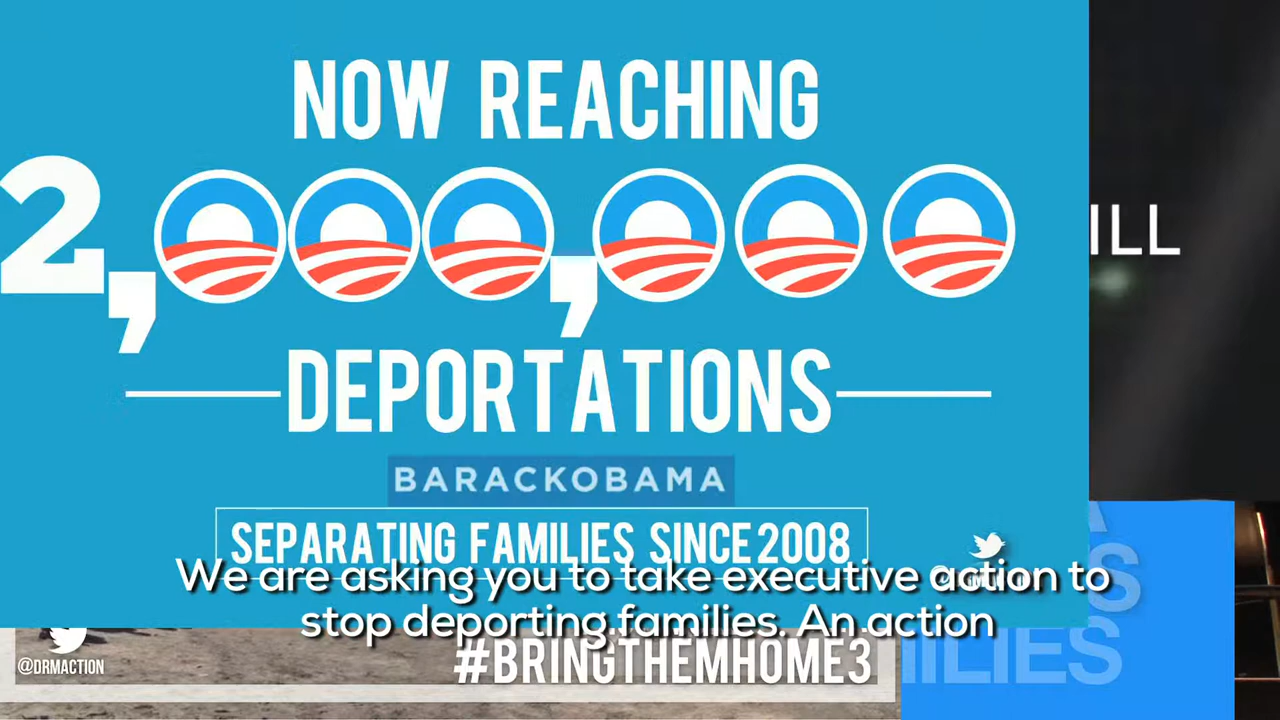 NOW REACHING
2,000,000
ILL
DEPORTATIONS
BARACKOBAMA
SEPARATING FAMILIES SINCE 2008
We are asking you to take executive action to
stop deporting families. An action
@DRMACTION
#BRINGTHEMHOME3
ILIES